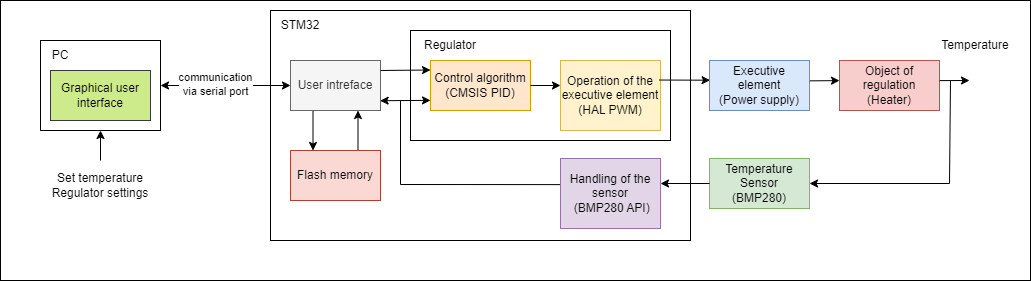 STM32
PC
Graphical user
interface
communication
via serial port
Set temperature
Regulator settings
User intreface
Flash memory
Regulator
Control algorithm
(CMSIS PID)
Operation of the
executive element
(HAL PWM)
Handling of the
sensor
(BMP280 API)
Executive
element
(Power supply)
Object of
regulation
(Heater)
Temperature
Temperature
Sensor
(BMP280)